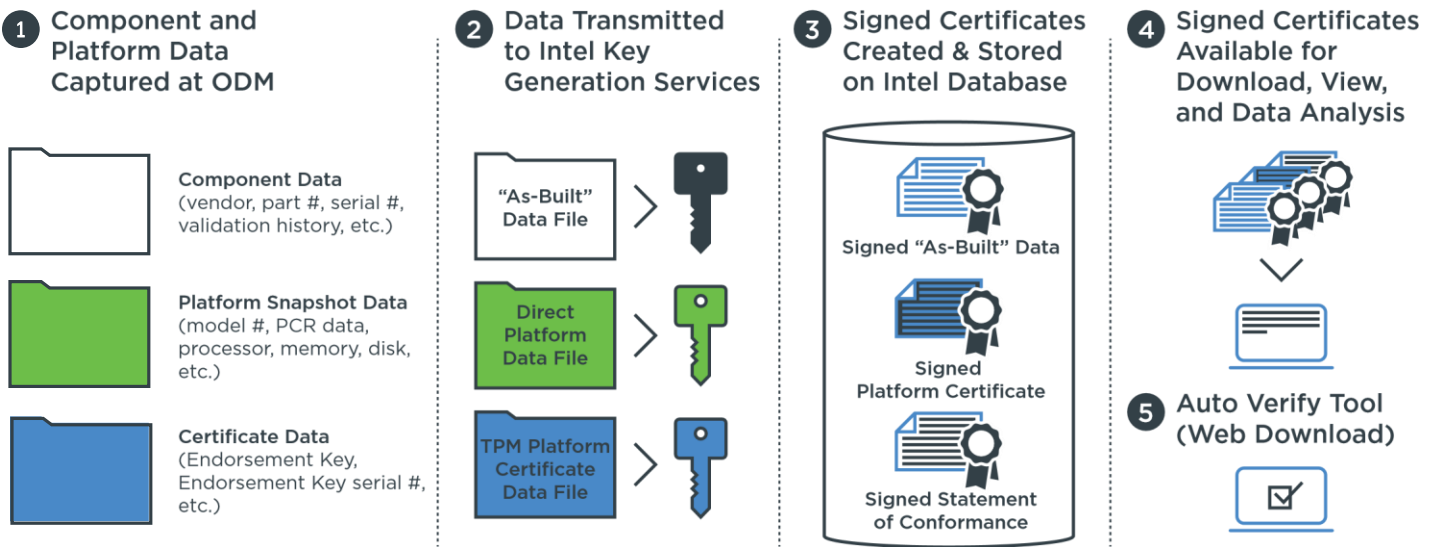 1
Component and
Platform Data
Captured at ODM
Component Data
(vendor, part #, serial #,
validation history, etc.)
Platform Snapshot Data
(model #, PCR data,
processor, memory, disk,
etc.)
Certificate Data
(Endorsement Key,
Endorsement Key serial #,
etc.)
2
Data Transmitted
to Intel Key
Generation Services
“As-Built”
Data File
Direct
Platform
Data File
TPM Platform
Certificate
Data File
3
Signed Certificates
Created & Stored
on Intel Database
Signed “As-Built” Data
Signed
Platform Certificate
Signed Statement
of Conformance
4
Signed Certificates
Available for
Download, View,
and Data Analysis
5
Auto Verify Tool
(Web Download)